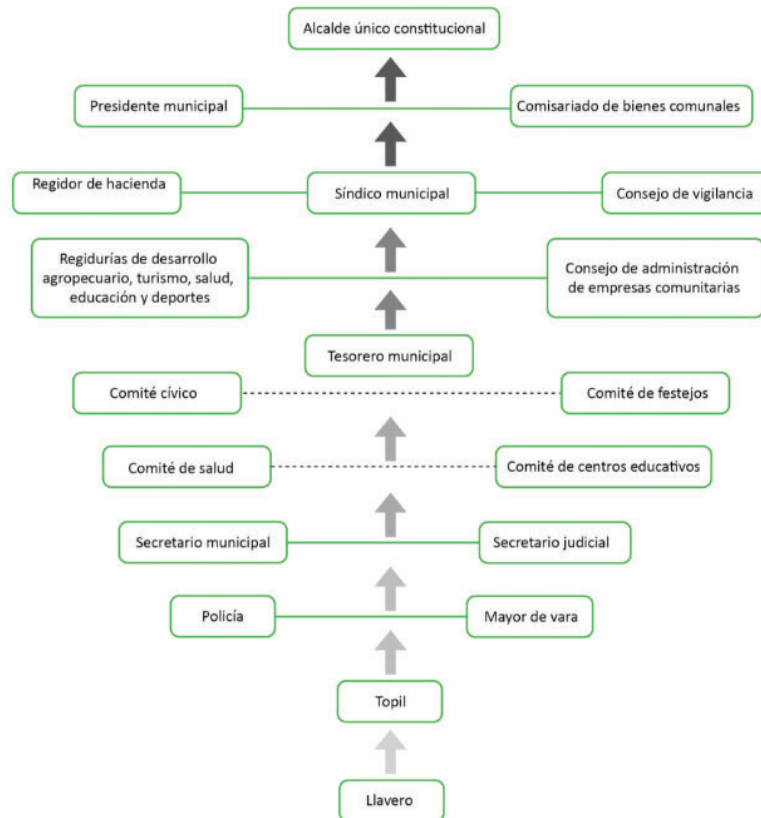 Alcalde único constitucional
Presidente municipal
Comisariado de bienes comunales
Regidor de hacienda
Síndico municipal
Consejo de vigilancia
Regidurías de desarrollo
agropecuario, turismo, salud,
educación y deportes
Consejo de administración
de empresas comunitarias
Tesorero municipal
Comité cívico
Comité de festejos
Comité de salud
Comité de centros educativos
Secretario municipal
Secretario judicial
Policía
Mayor de vara
Topil
Llavero